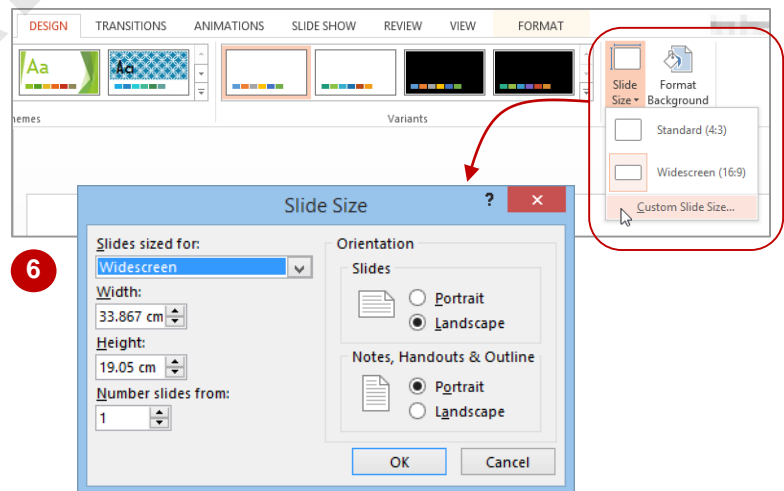 DESIGN TRANSITIONS ANIMATIONS SLIDE SHOW REVIEW VIEW FORMAT
Aa Aa
Slide Size Format Background
emes Variants
Standard (4:3)
Widescreen (16:9)
Custom Slide Size...
Slide Size ? ×
6
Slides sized for:
Widescreen
Width:
33.867 cm
Height:
19.05 cm
Number slides from:
1
Orientation
Slides
Portrait
Landscape
Notes, Handouts & Outline
Portrait
Landscape
OK Cancel